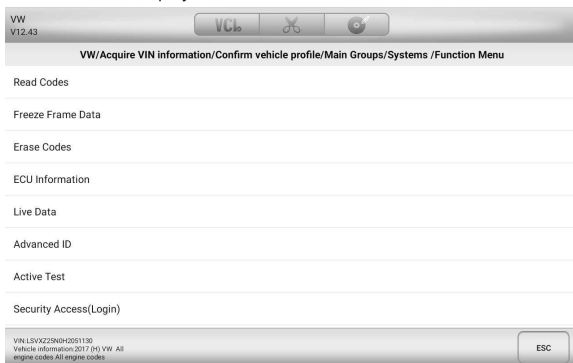 VW
V12.43
VCI
VW/Acquire VIN information/Confirm vehicle profile/Main Groups/Systems /Function Menu
Read Codes
Freeze Frame Data
Erase Codes
ECU Information
Live Data
Advanced ID
Active Test
Security Access(Login)
VIN:LSVXZ25N0H2051130
Vehicle information:2017 (H) VW All
engine codes All engine codes
ESC